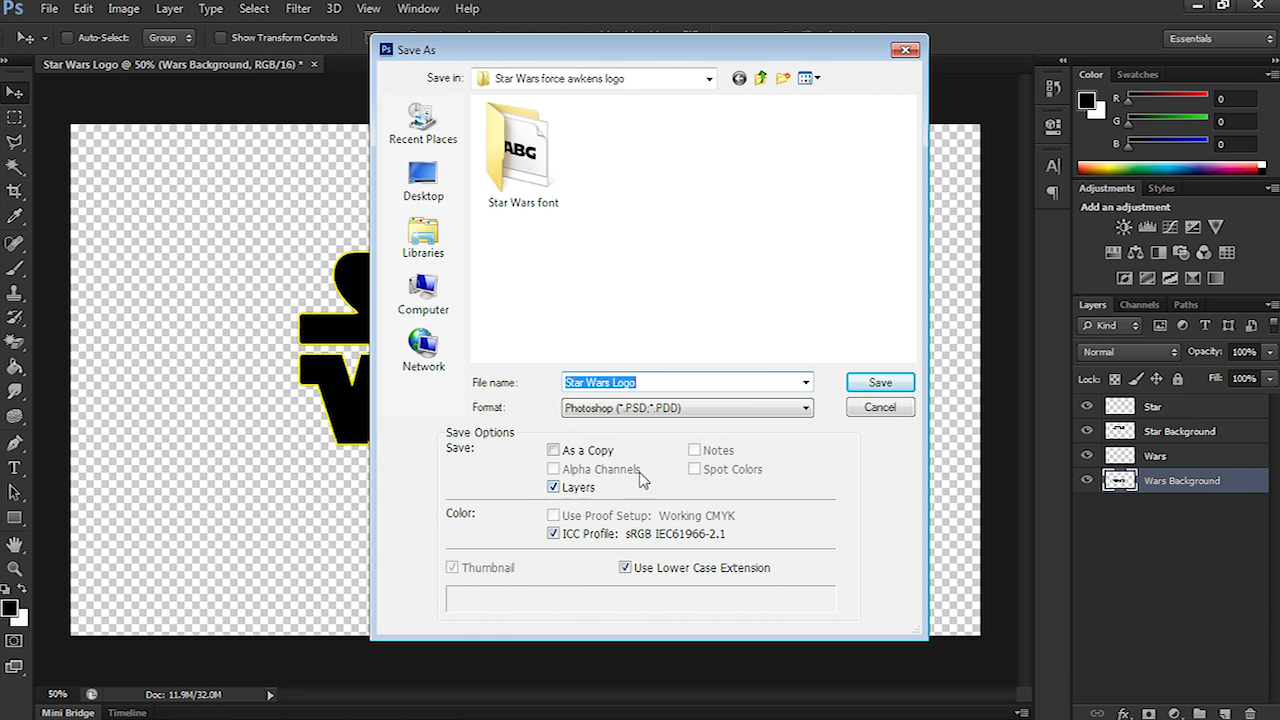 Ps File Edit Image Layer Type Select Filter 3D View Window Help
Auto-Select: Group Show Transform Controls Essentials
Star Wars Logo @ 50% (Wars Background, RGB/16) * ×
Save As
Save in: Star Wars force awkens logo
Recent Places
Desktop
Libraries
Computer
Network
ABG
Star Wars font
File name: Star Wars Logo Save
Format: Photoshop (*.PSD;*.PDD) Cancel
Save Options
Save: As a Copy Notes
Alpha Channels Spot Colors
Layers
Color: Use Proof Setup: Working CMYK
ICC Profile: sRGB IEC61966-2.1
Thumbnail Use Lower Case Extension
Color Swatches
R 0
G 0
B 0
Adjustments Styles
Add an adjustment
Layers Channels Paths
Kind
Normal Opacity: 100%
Lock: Fill: 100%
Star
Star Background
Wars
Wars Background
50% Doc: 11.9M/32.0M
Mini Bridge Timeline